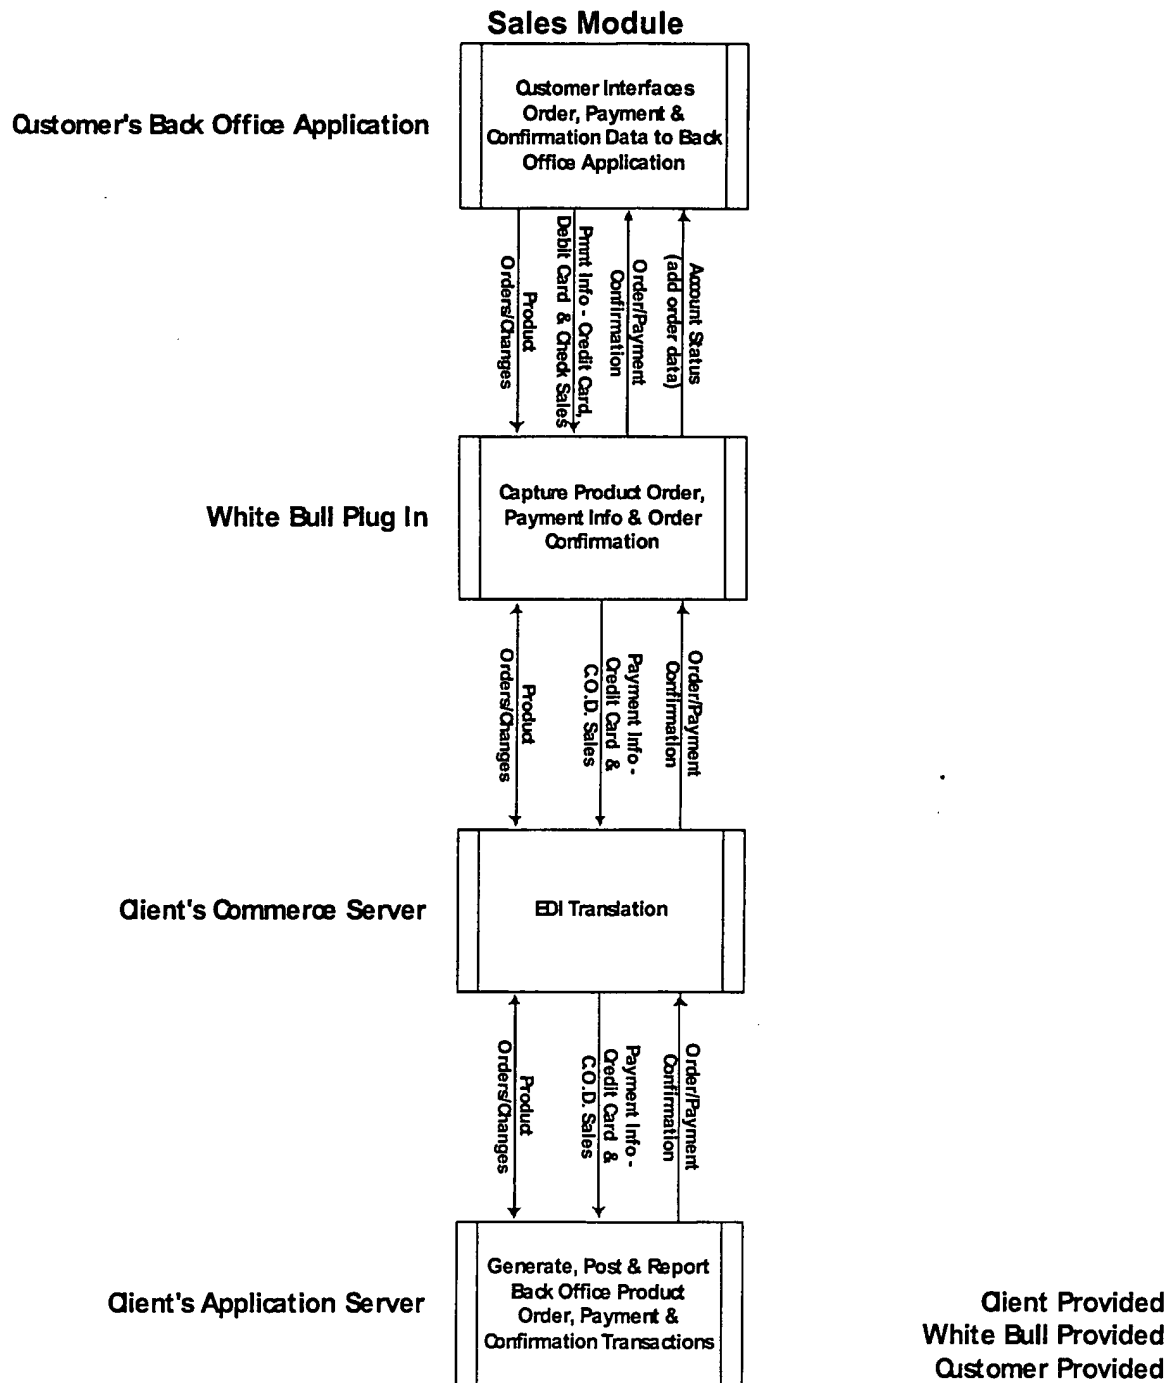 Sales Module
Customer's Back Office Application
Customer Interfaces
Order, Payment &
Confirmation Data to Back
Office Application
Product
Orders/Changes
Pmnt Info - Credit Card,
Debit Card & Check Sales
Order/Payment
Confirmation
Account Status
(add order data)
White Bull Plug In
Capture Product Order,
Payment Info & Order
Confirmation
Product
Orders/Changes
Payment Info -
Credit Card &
C.O.D. Sales
Order/Payment
Confirmation
Client's Commerce Server
EDI Translation
Product
Orders/Changes
Payment Info -
Credit Card &
C.O.D. Sales
Order/Payment
Confirmation
Client's Application Server
Generate, Post & Report
Back Office Product
Order, Payment &
Confirmation Transactions
Client Provided
White Bull Provided
Customer Provided